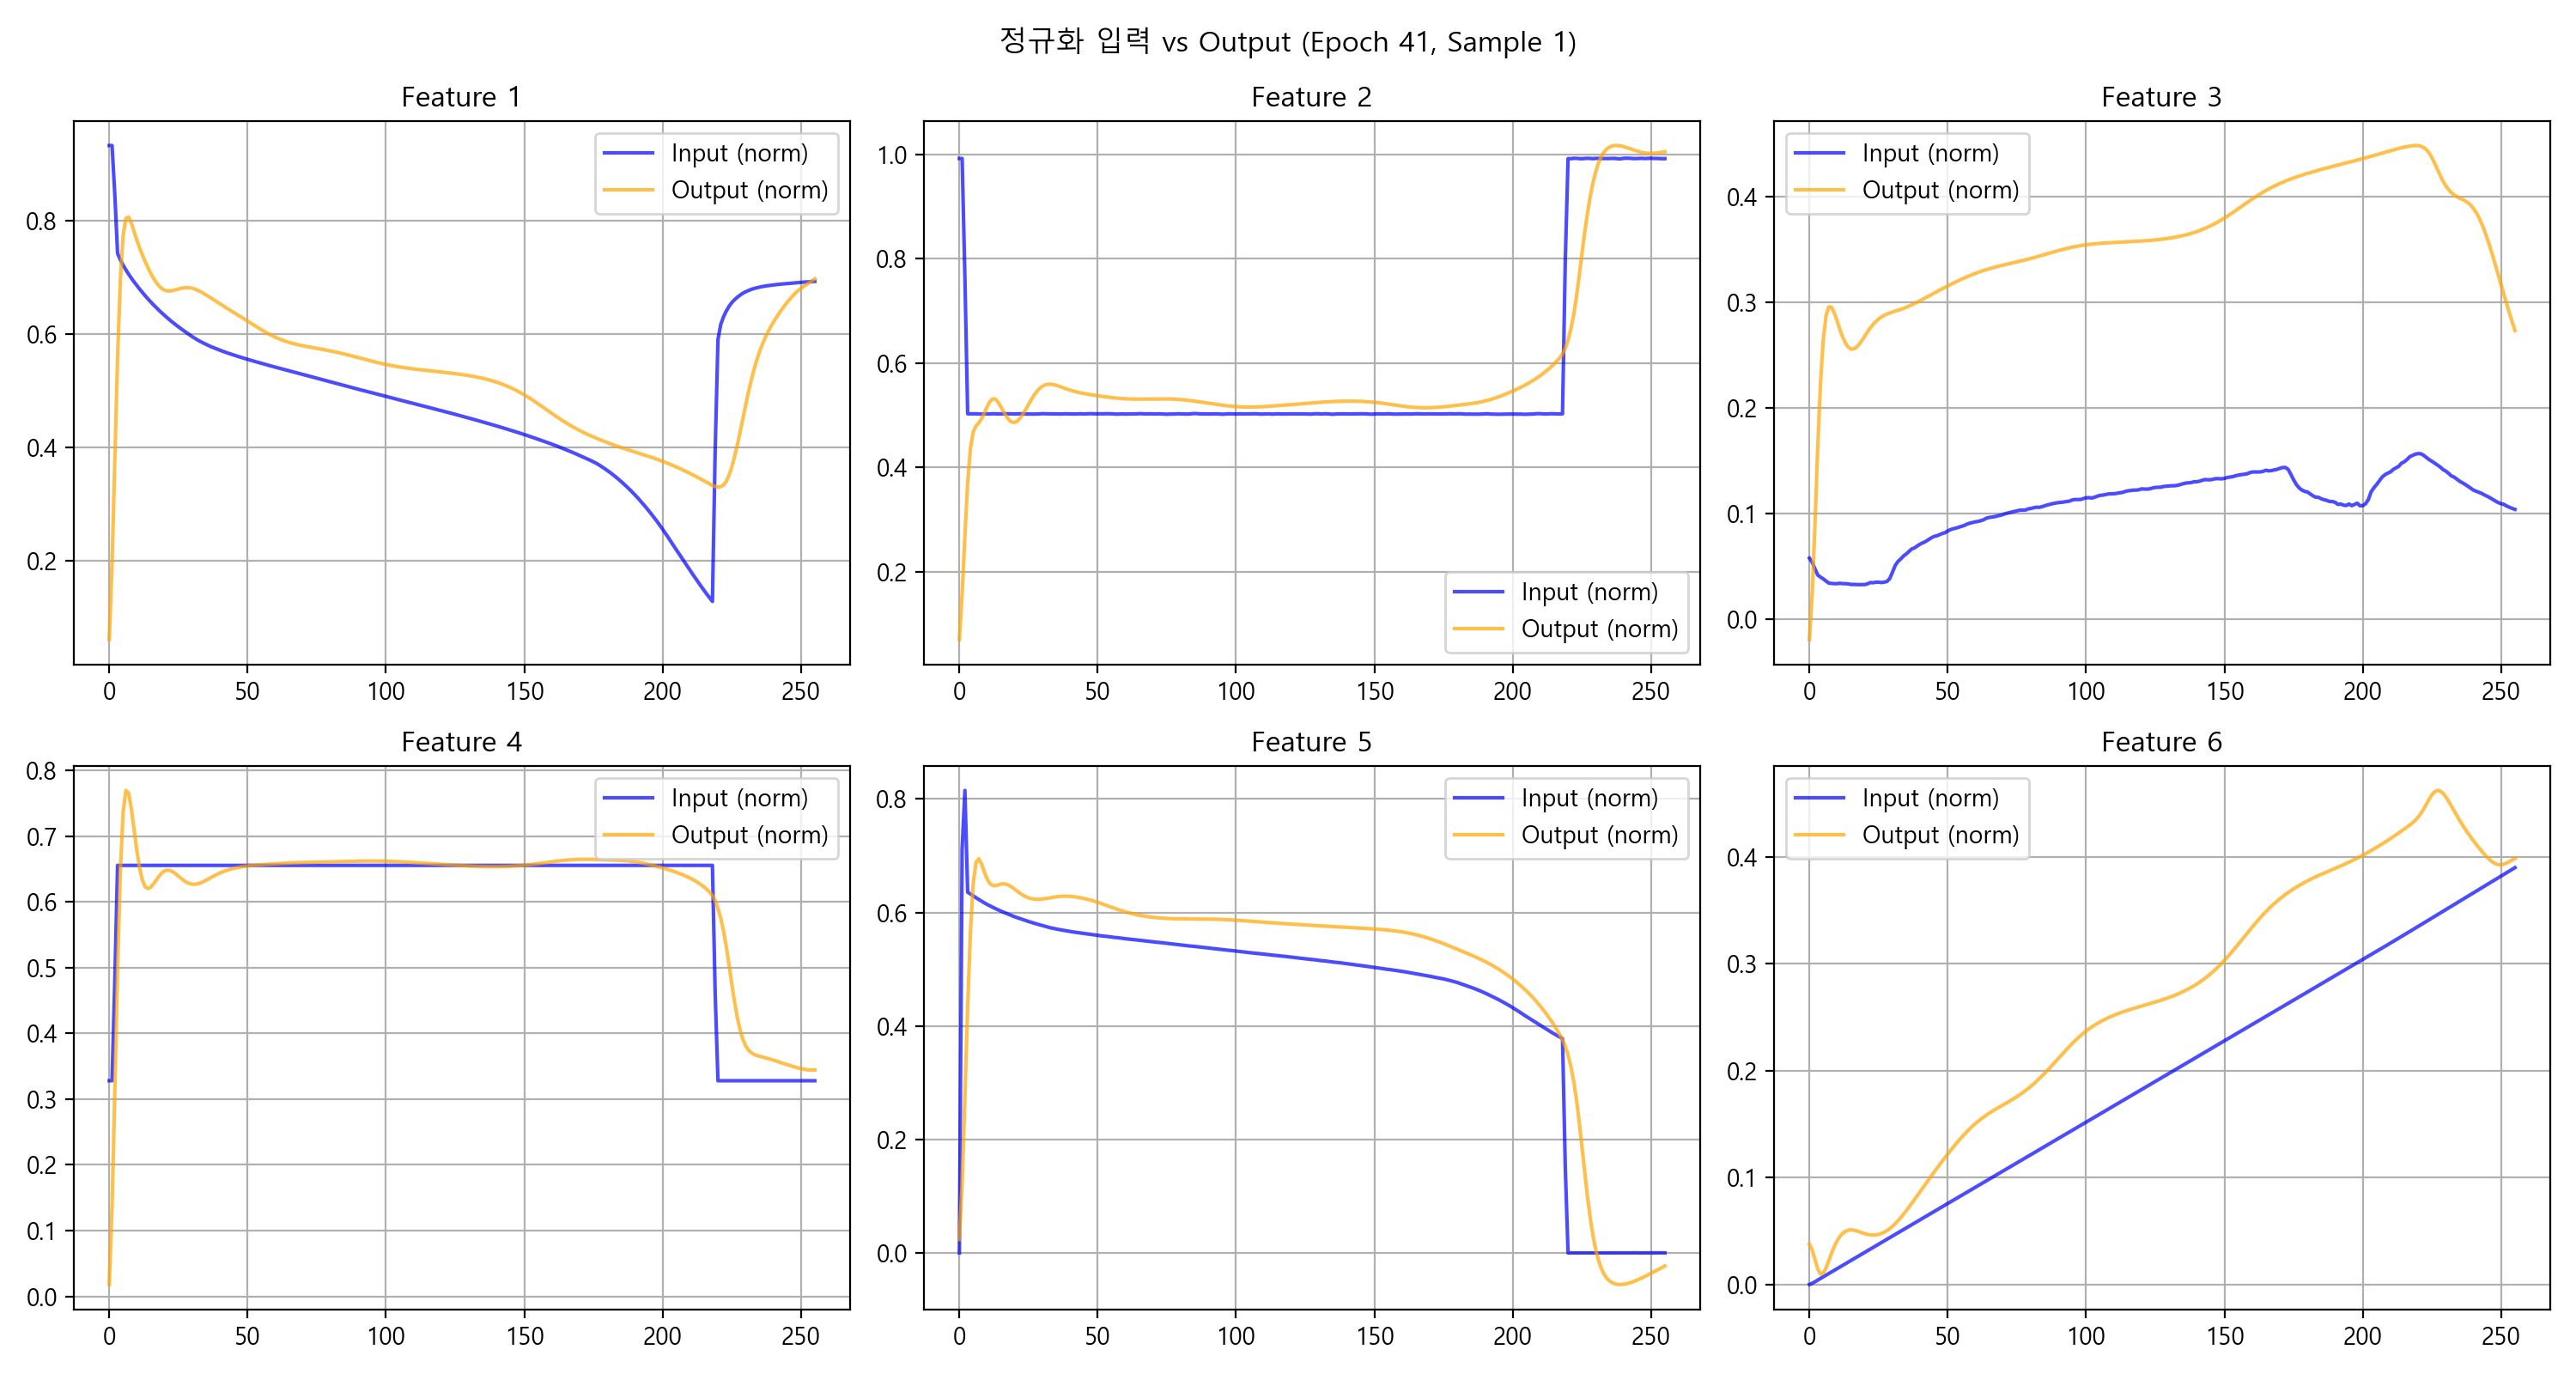 정규화 입력 vs Output (Epoch 41, Sample 1)
Feature 1
Input (norm)
Output (norm)
0.8
0.6
0.4
0.2
0 50 100 150 200 250
Feature 2
1.0
0.8
0.6
0.4
0.2
Input (norm)
Output (norm)
0 50 100 150 200 250
Feature 3
Input (norm)
Output (norm)
0.4
0.3
0.2
0.1
0.0
0 50 100 150 200 250
Feature 4
Input (norm)
Output (norm)
0.8
0.7
0.6
0.5
0.4
0.3
0.2
0.1
0.0
0 50 100 150 200 250
Feature 5
Input (norm)
Output (norm)
0.8
0.6
0.4
0.2
0.0
0 50 100 150 200 250
Feature 6
Input (norm)
Output (norm)
0.4
0.3
0.2
0.1
0.0
0 50 100 150 200 250